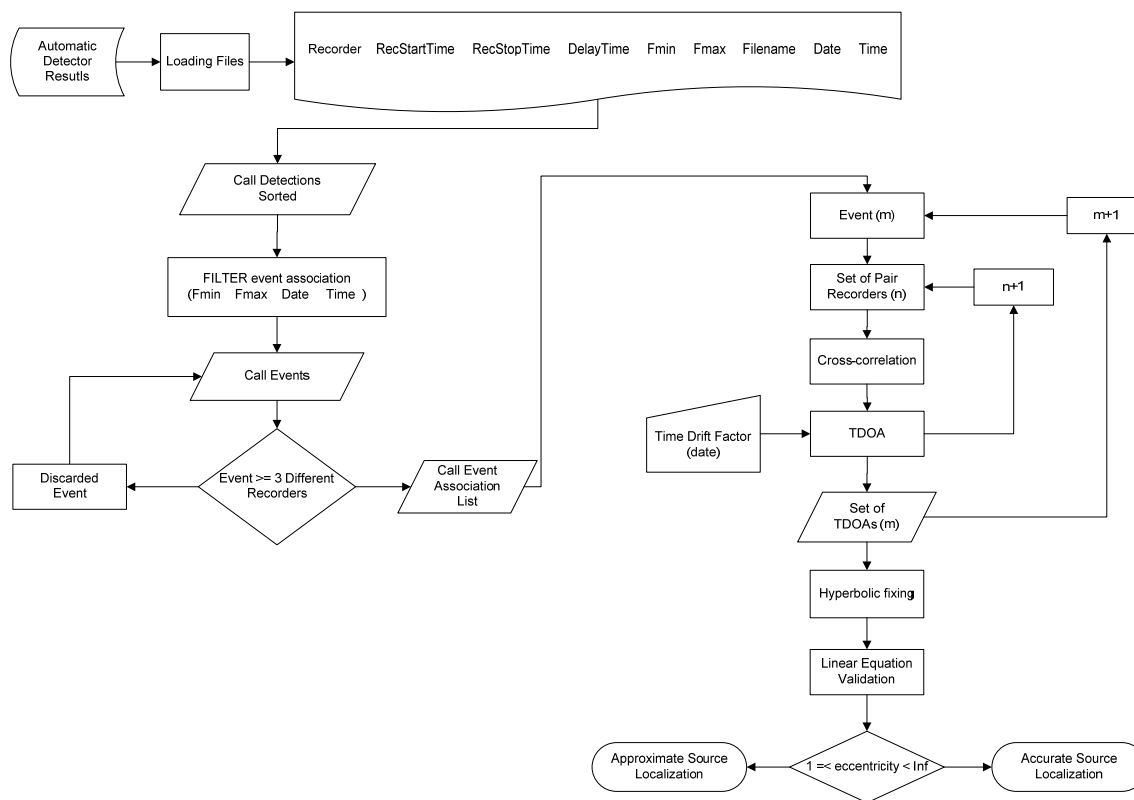 Automatic
Detector
Resutls
Loading Files
Recorder RecStartTime RecStopTime DelayTime Fmin Fmax Filename Date Time
Call Detections
Sorted
FILTER event association
(Fmin Fmax Date Time )
Call Events
Event >= 3 Different
Recorders
Discarded
Event
Call Event
Association
List
Event (m)
m+1
Set of Pair
Recorders (n)
n+1
Cross-correlation
Time Drift Factor
(date)
TDOA
Set of
TDOAs (m)
Hyperbolic fixing
Linear Equation
Validation
1 =< eccentricity < Inf
Approximate Source
Localization
Accurate Source
Localization